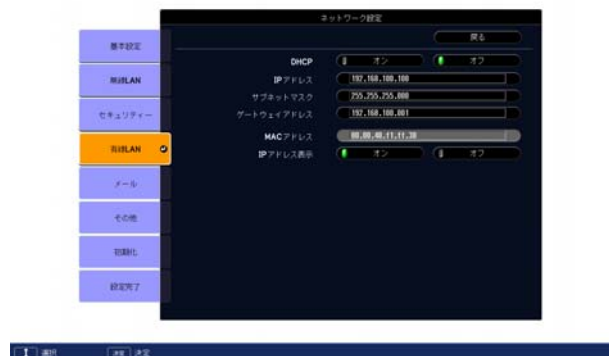 ネットワーク設定
戻る
基本設定
無線LAN
セキュリティー
有線LAN
メール
その他
初期化
設定完了
DHCP オン オフ
IPアドレス 192.168.100.100
サブネットマスク 255.255.255.000
ゲートウェイアドレス 192.168.100.001
MACアドレス
IPアドレス表示 オン オフ
選択 決定 決定